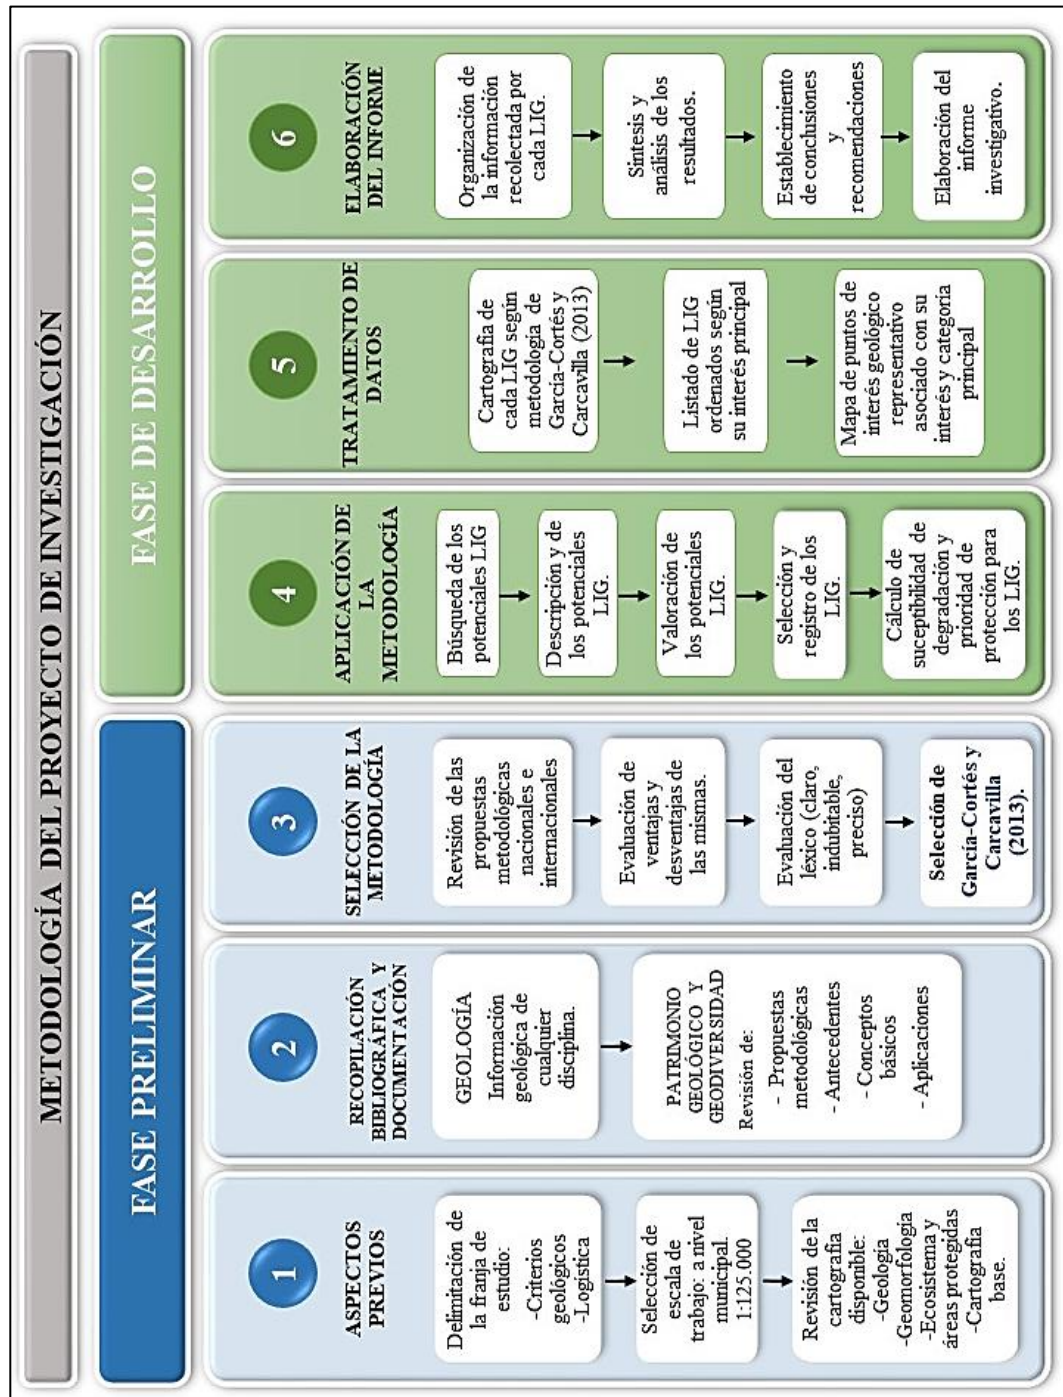 METODOLOGÍA DEL PROYECTO DE INVESTIGACIÓN
FASE PRELIMINAR
FASE DE DESARROLLO
1
ASPECTOS
PREVIOS
Delimitación de
la franja de
estudio:
-Criterios
geológicos
-Logística
Selección de
escala de
trabajo: a nivel
municipal.
1:125.000
Revisión de la
cartografía
disponible:
-Geología
-Geomorfología
-Ecosistema y
áreas protegidas
-Cartografía
base.
2
RECOPILACIÓN
BIBLIOGRÁFICA Y
DOCUMENTACIÓN
GEOLOGÍA
Información
geológica de
cualquier
disciplina.
PATRIMONIO
GEOLÓGICO Y
GEODIVERSIDAD
Revisión de:
- Propuestas
metodológicas
- Antecedentes
- Conceptos
básicos
- Aplicaciones
3
SELECCIÓN DE LA
METODOLOGÍA
Revisión de las
propuestas
metodológicas
nacionales e
internacionales
Evaluación de
ventajas y
desventajas de
las mismas.
Evaluación del
léxico (claro,
indubitable,
preciso)
Selección de
García-Cortés y
Carcavilla
(2013).
4
APLICACIÓN DE
LA
METODOLOGÍA
Búsqueda de los
potenciales LIG
Descripción y de
los potenciales
LIG.
Valoración de
los potenciales
LIG.
Selección y
registro de los
LIG.
Cálculo de
suceptibilidad de
degradación y
prioridad de
protección para
los LIG.
5
TRATAMIENTO DE
DATOS
Cartografía de
cada LIG según
metodología de
García-Cortés y
Carcavilla (2013)
Listado de LIG
ordenados según
su interés principal
Mapa de puntos de
interés geológico
representativo
asociado con su
interés y categoría
principal
6
ELABORACIÓN
DEL INFORME
Organización de
la información
recolectada por
cada LIG.
Síntesis y
análisis de los
resultados.
Establecimiento
de conclusiones
y
recomendaciones
Elaboración del
informe
investigativo.